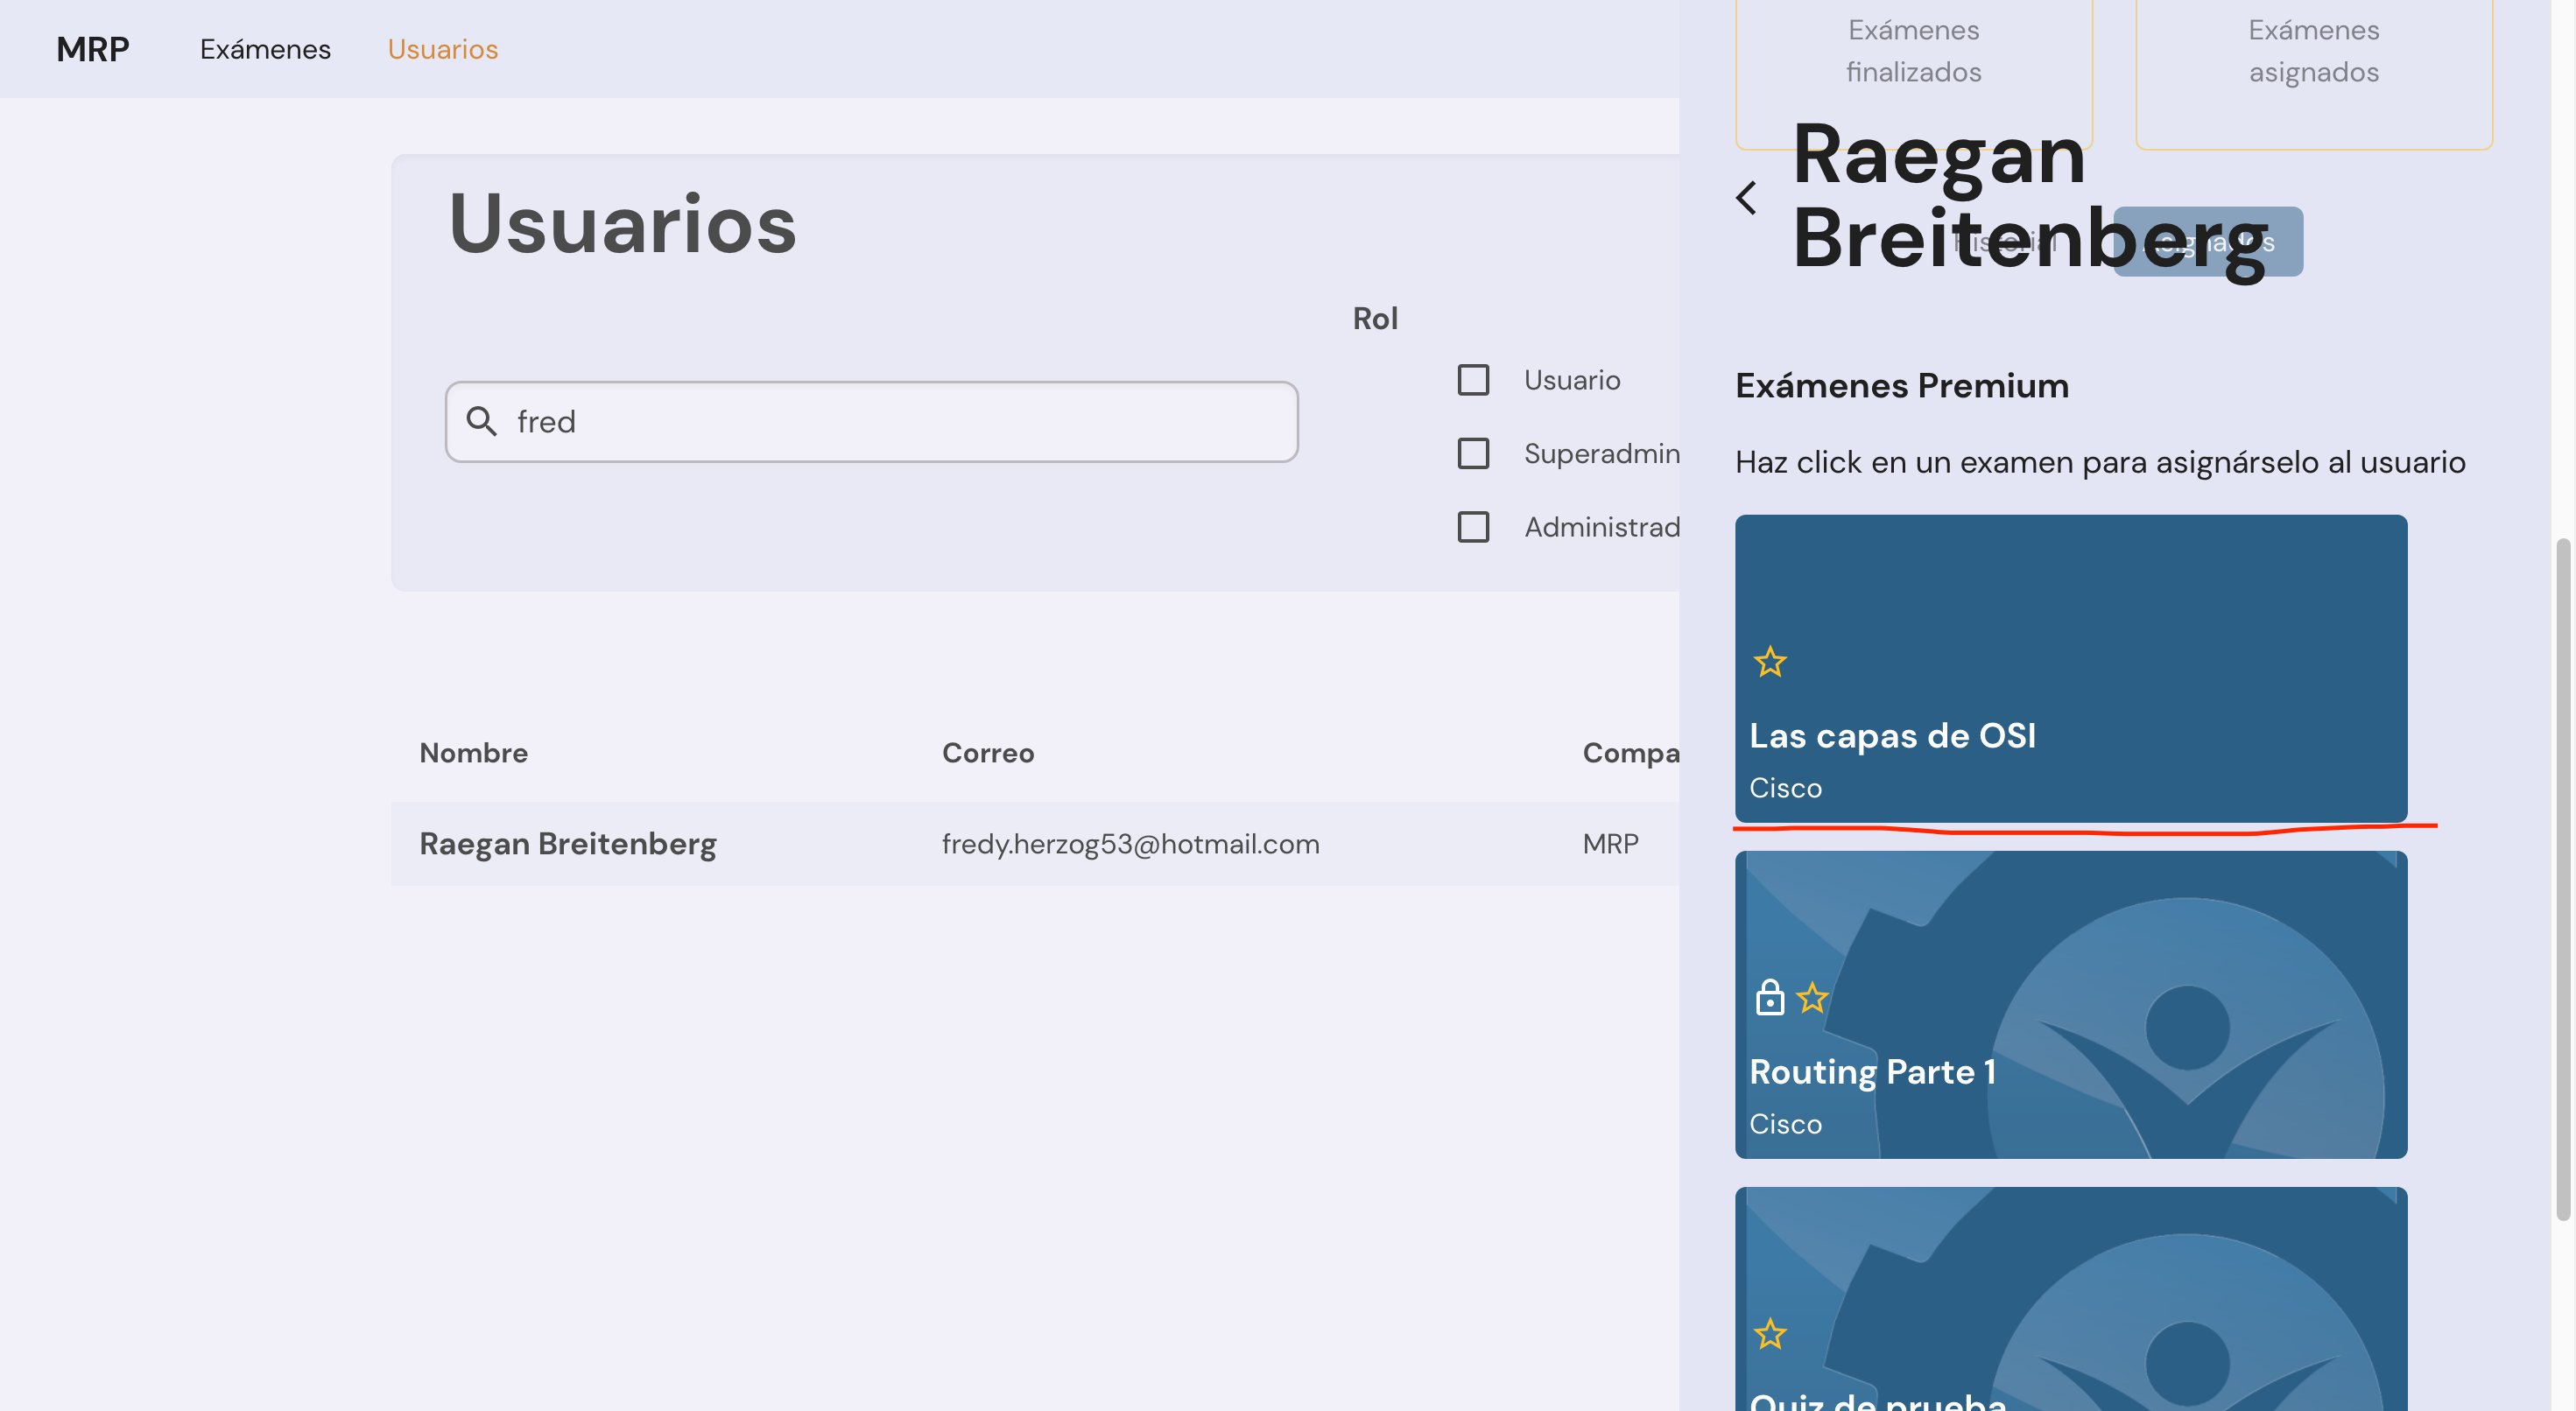 MRP
Exámenes
Usuarios
Usuarios
Rol
fred
Usuario
Superadmin
Administrad
Nombre
Correo
Compa
Raegan Breitenberg
fredy.herzog53@hotmail.com
MRP
Exámenes
finalizados
Exámenes
asignados
Raegan
Breitenberg
Historial
Asignados
Exámenes Premium
Haz click en un examen para asignárselo al usuario
Las capas de OSI
Cisco
Routing Parte 1
Cisco
Quiz de prueba